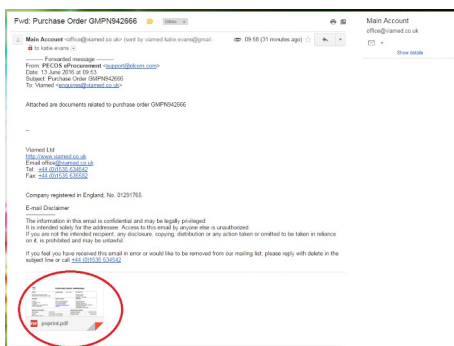 Fwd: Purchase Order GMPN942666
Inbox x
Main Account <office@viamed.co.uk> (sent by viamed.katie.evans@gmail
09:58 (31 minutes ago)
to katie.evans
---------- Forwarded message ----------
From: PECOS eProcurement <support@elcom.com>
Date: 13 June 2016 at 09:53
Subject: Purchase Order GMPN942666
To: Viamed <enquiries@viamed.co.uk>
Attached are documents related to purchase order GMPN942666
--
Viamed Ltd
http://www.viamed.co.uk
Email office@viamed.co.uk
Tel: +44 (0)1535 634542
Fax: +44 (0)1535 635582
Company registered in England, No. 01291765.
E-mail Disclaimer
The information in this email is confidential and may be legally privileged.
It is intended solely for the addressee. Access to this email by anyone else is unauthorized.
If you are not the intended recipient, any disclosure, copying, distribution or any action taken or omitted to be taken in reliance
on it, is prohibited and may be unlawful.
If you feel you have received this email in error or would like to be removed from our mailing list, please reply with delete in the
subject line or call +44 (0)1535 634542
poprint.pdf
Main Account
office@viamed.co.uk
Show details